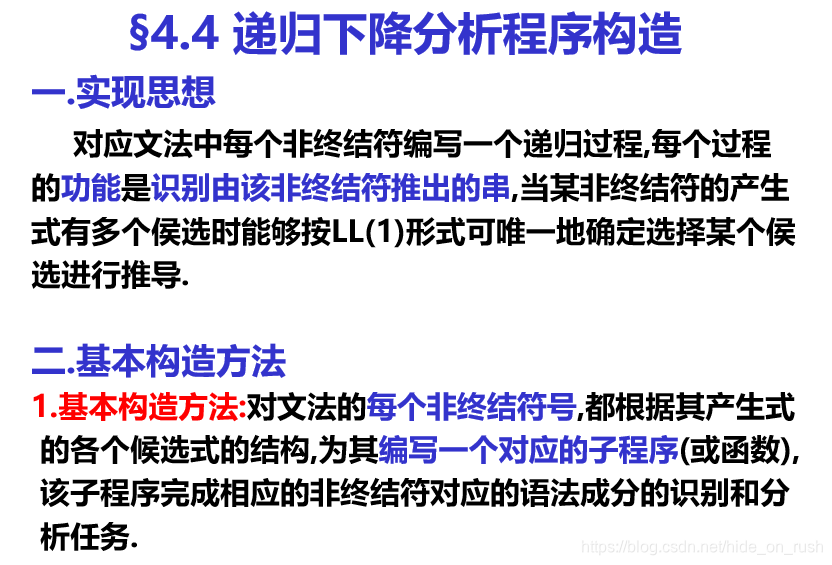 §4.4 递归下降分析程序构造
一.实现思想
对应文法中每个非终结符编写一个递归过程,每个过程
的功能是识别由该非终结符推出的串,当某非终结符的产生
式有多个侯选时能够按LL(1)形式可唯一地确定选择某个侯
选进行推导.
二.基本构造方法
1.基本构造方法:对文法的每个非终结符号,都根据其产生式
的各个候选式的结构,为其编写一个对应的子程序(或函数),
该子程序完成相应的非终结符对应的语法成分的识别和分
析任务.
https://blog.csdn.net/hide_on_rush